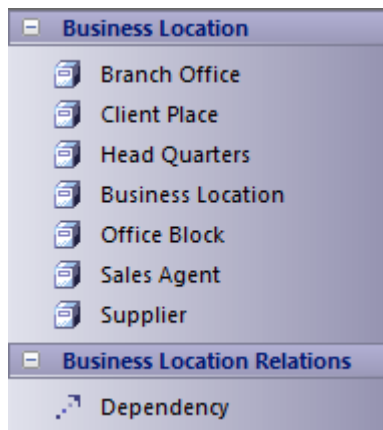 Business Location
Branch Office
Client Place
Head Quarters
Business Location
Office Block
Sales Agent
Supplier
Business Location Relations
Dependency